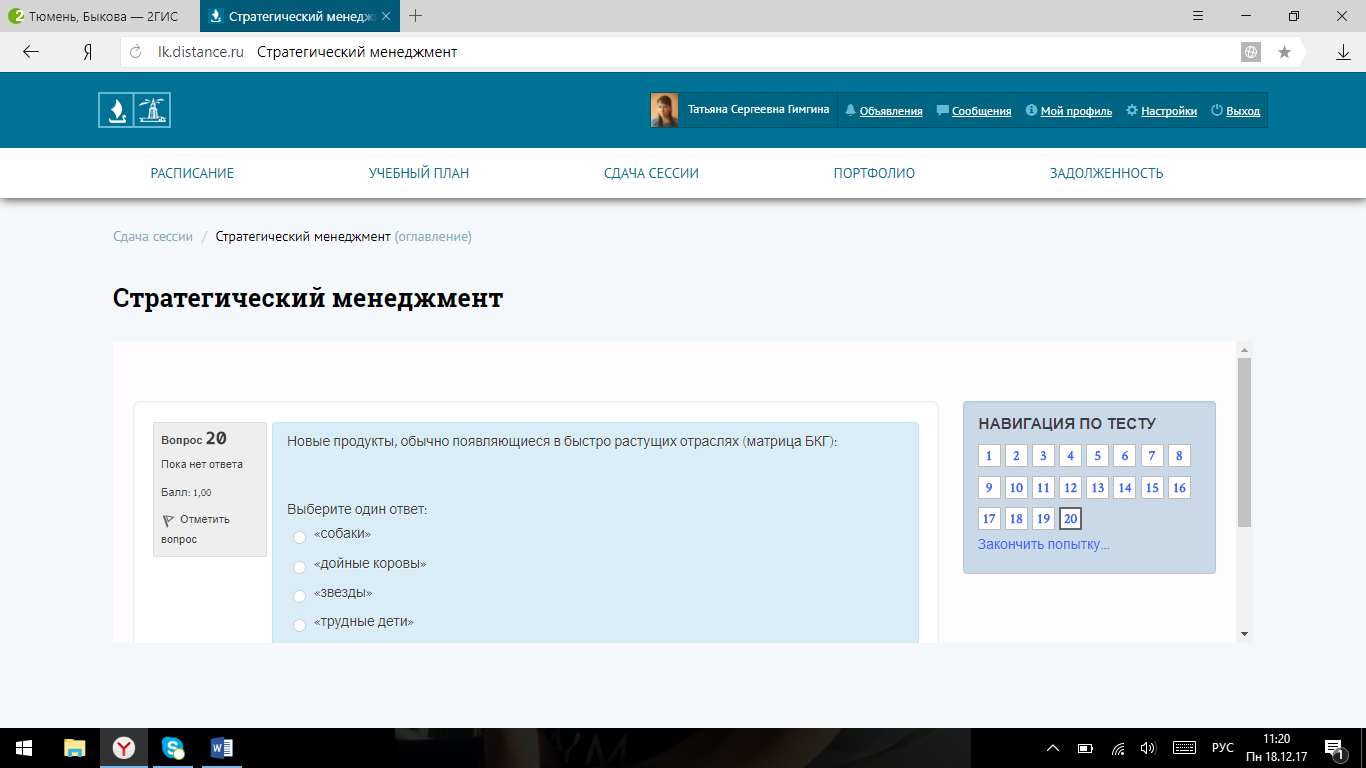 Тюмень, Быкова — 2ГИС
Стратегический менедж
lk.distance.ru Стратегический менеджмент
Татьяна Сергеевна Гимгина Объявления Сообщения Мой профиль Настройки Выход
РАСПИСАНИЕ УЧЕБНЫЙ ПЛАН СДАЧА СЕССИИ ПОРТФОЛИО ЗАДОЛЖЕННОСТЬ
Сдача сессии / Стратегический менеджмент (оглавление)
Стратегический менеджмент
Вопрос 20
Пока нет ответа
Балл: 1,00
Отметить
вопрос
Новые продукты, обычно появляющиеся в быстро растущих отраслях (матрица БКГ):
Выберите один ответ:
«собаки»
«дойные коровы»
«звезды»
«трудные дети»
НАВИГАЦИЯ ПО ТЕСТУ
1 2 3 4 5 6 7 8
9 10 11 12 13 14 15 16
17 18 19 20
Закончить попытку...
РУС
11:20
Пн 18.12.17
1